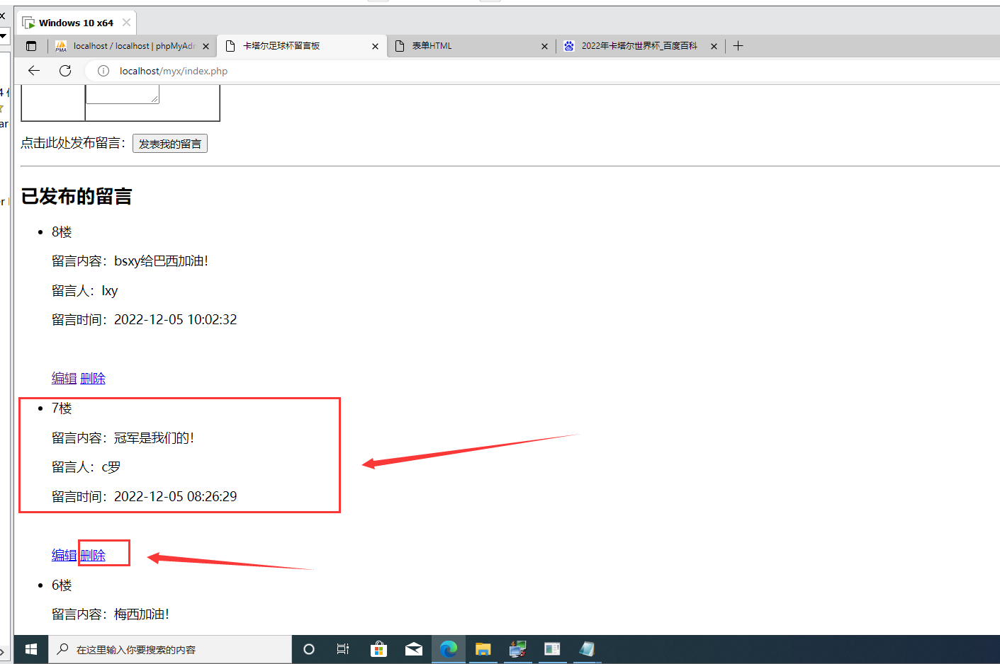 Windows 10 x64
localhost / localhost | phpMyAdr
卡塔尔足球杯留言板
表单HTML
2022年卡塔尔世界杯_百度百科
localhost/myx/index.php
点击此处发布留言： 发表我的留言
已发布的留言
8楼
留言内容：bsxy给巴西加油！
留言人：lxy
留言时间：2022-12-05 10:02:32
编辑 删除
7楼
留言内容：冠军是我们的！
留言人：c罗
留言时间：2022-12-05 08:26:29
编辑 删除
6楼
留言内容：梅西加油！
在这里输入你要搜索的内容